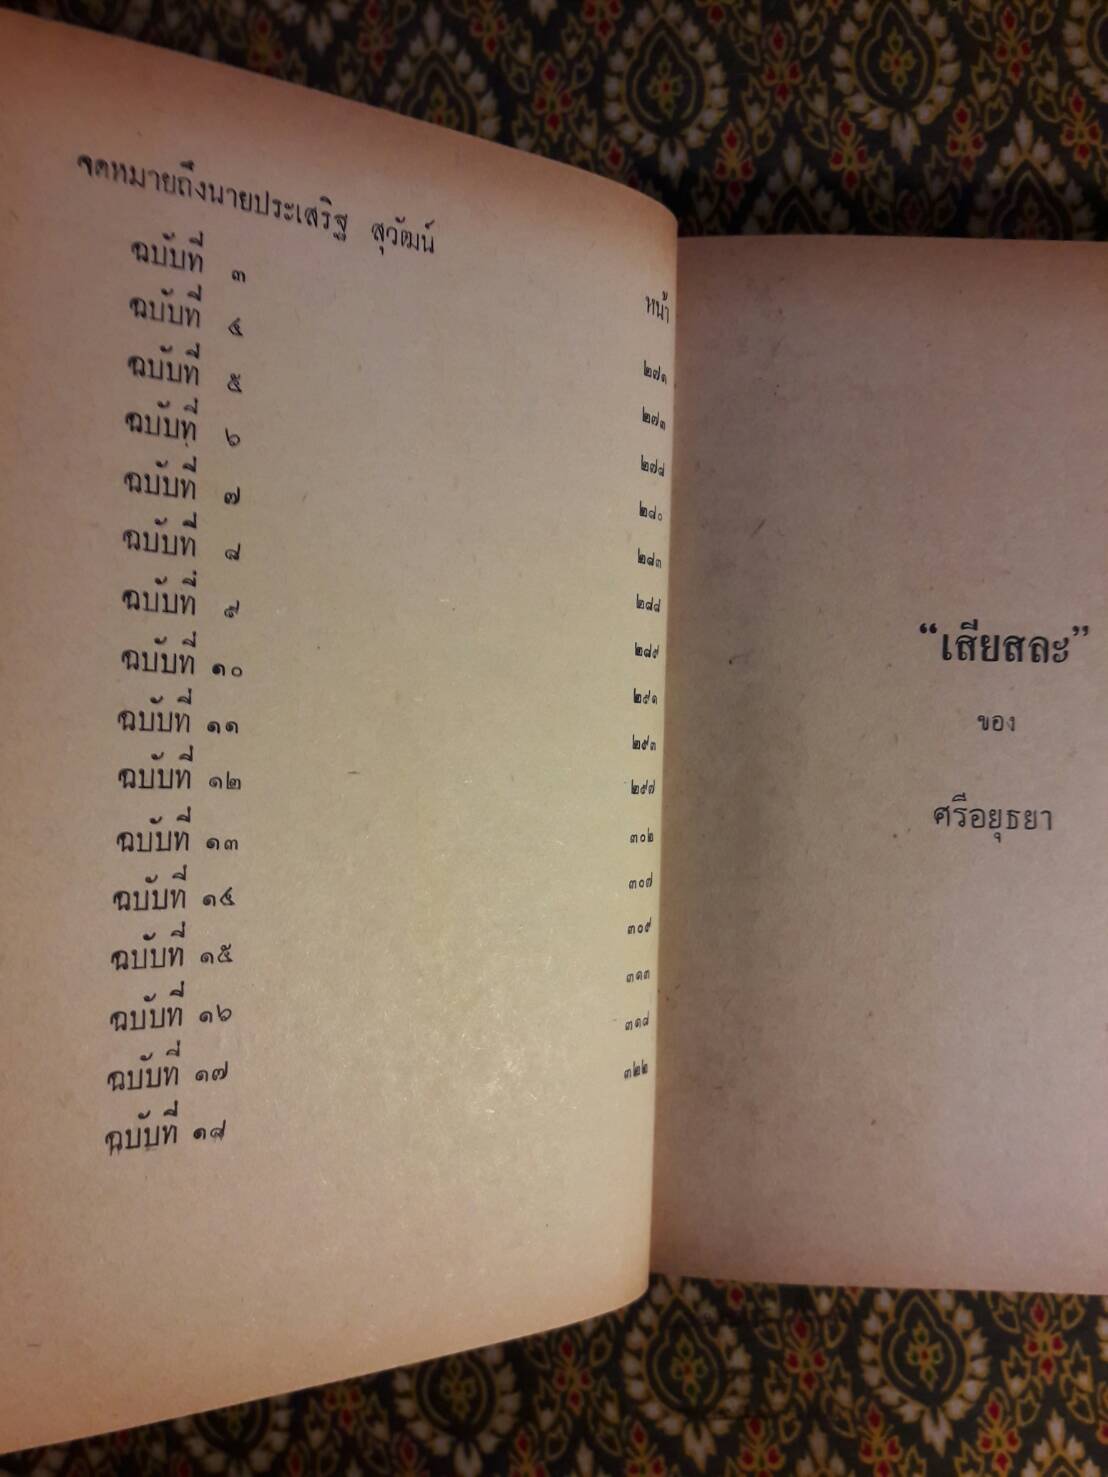 จดหมายถึงนายประเสริฐ สุวัฒน์
หน้า
ฉบับที่ ๓ ๒๗๑
ฉบับที่ ๔ ๒๗๓
ฉบับที่ ๕ ๒๗๘
ฉบับที่ ๖ ๒๘๐
ฉบับที่ ๗ ๒๘๓
ฉบับที่ ๘ ๒๘๘
ฉบับที่ ๙ ๒๘๙
ฉบับที่ ๑๐ ๒๙๑
ฉบับที่ ๑๑ ๒๙๓
ฉบับที่ ๑๒ ๒๙๗
ฉบับที่ ๑๓ ๓๐๒
ฉบับที่ ๑๔ ๓๐๗
ฉบับที่ ๑๕ ๓๐๙
ฉบับที่ ๑๖ ๓๑๓
ฉบับที่ ๑๗ ๓๑๘
ฉบับที่ ๑๘ ๓๒๒
“เสียสละ”
ของ
ศรีอยุธยา